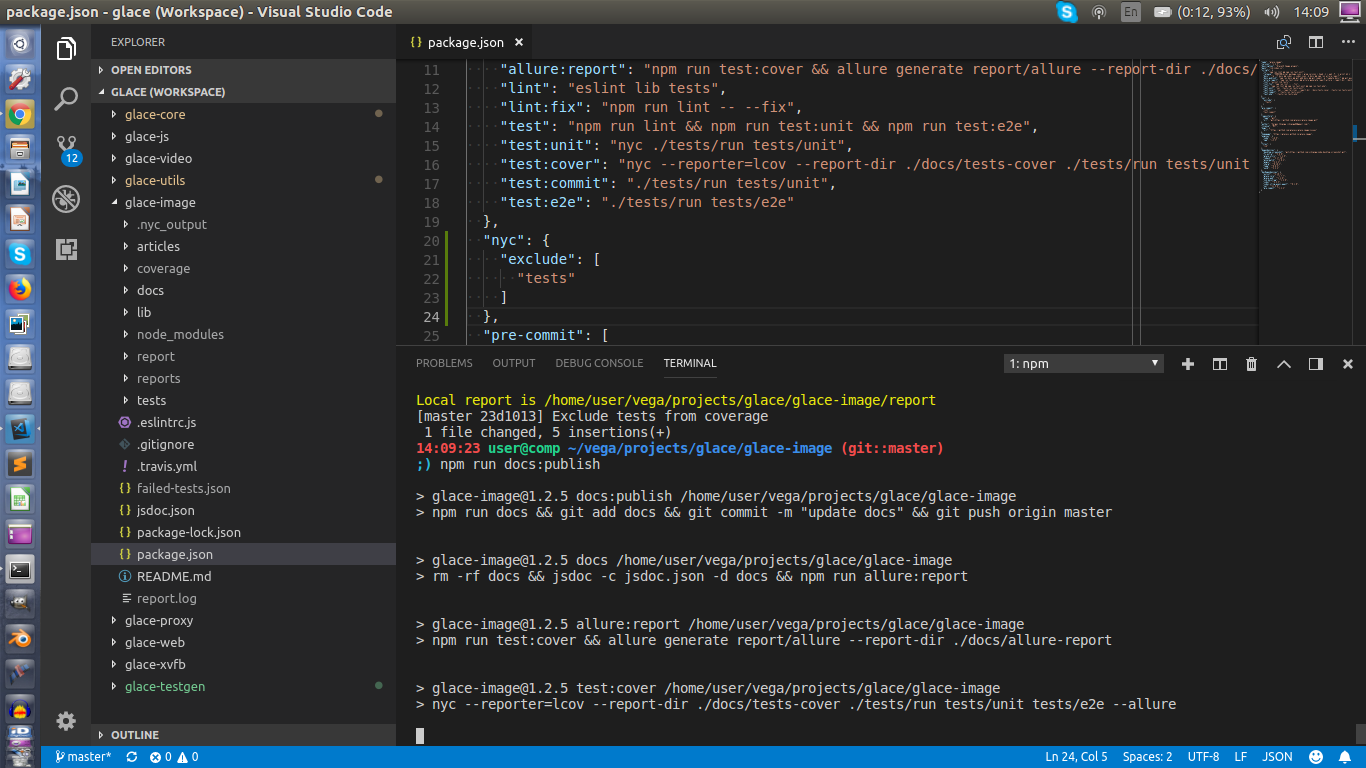 package.json - glace (Workspace) - Visual Studio Code
En
(0:12, 93%)
14:09
EXPLORER
OPEN EDITORS
GLACE (WORKSPACE)
glace-core
glace-js
glace-video
glace-utils
glace-image
.nyc_output
articles
coverage
docs
lib
node_modules
report
reports
tests
.eslintrc.js
.gitignore
.travis.yml
failed-tests.json
jsdoc.json
package-lock.json
package.json
README.md
report.log
glace-proxy
glace-web
glace-xvfb
glace-testgen
OUTLINE
12
{} package.json ×
11 "allure:report": "npm run test:cover && allure generate report/allure --report-dir ./docs/
12 "lint": "eslint lib tests",
13 "lint:fix": "npm run lint -- --fix",
14 "test": "npm run lint && npm run test:unit && npm run test:e2e",
15 "test:unit": "nyc ./tests/run tests/unit",
16 "test:cover": "nyc --reporter=lcov --report-dir ./docs/tests-cover ./tests/run tests/unit
17 "test:commit": "./tests/run tests/unit",
18 "test:e2e": "./tests/run tests/e2e"
19 },
20 "nyc": {
21 "exclude": [
22 "tests"
23 ]
24 },
25 "pre-commit": [
PROBLEMS OUTPUT DEBUG CONSOLE TERMINAL
1: npm
Local report is /home/user/vega/projects/glace/glace-image/report
[master 23d1013] Exclude tests from coverage
1 file changed, 5 insertions(+)
14:09:23 user@comp ~/vega/projects/glace/glace-image (git::master)
;) npm run docs:publish
> glace-image@1.2.5 docs:publish /home/user/vega/projects/glace/glace-image
> npm run docs && git add docs && git commit -m "update docs" && git push origin master
> glace-image@1.2.5 docs /home/user/vega/projects/glace/glace-image
> rm -rf docs && jsdoc -c jsdoc.json -d docs && npm run allure:report
> glace-image@1.2.5 allure:report /home/user/vega/projects/glace/glace-image
> npm run test:cover && allure generate report/allure --report-dir ./docs/allure-report
> glace-image@1.2.5 test:cover /home/user/vega/projects/glace/glace-image
> nyc --reporter=lcov --report-dir ./docs/tests-cover ./tests/run tests/unit tests/e2e --allure
master* 0 0
Ln 24, Col 5 Spaces: 2 UTF-8 LF JSON